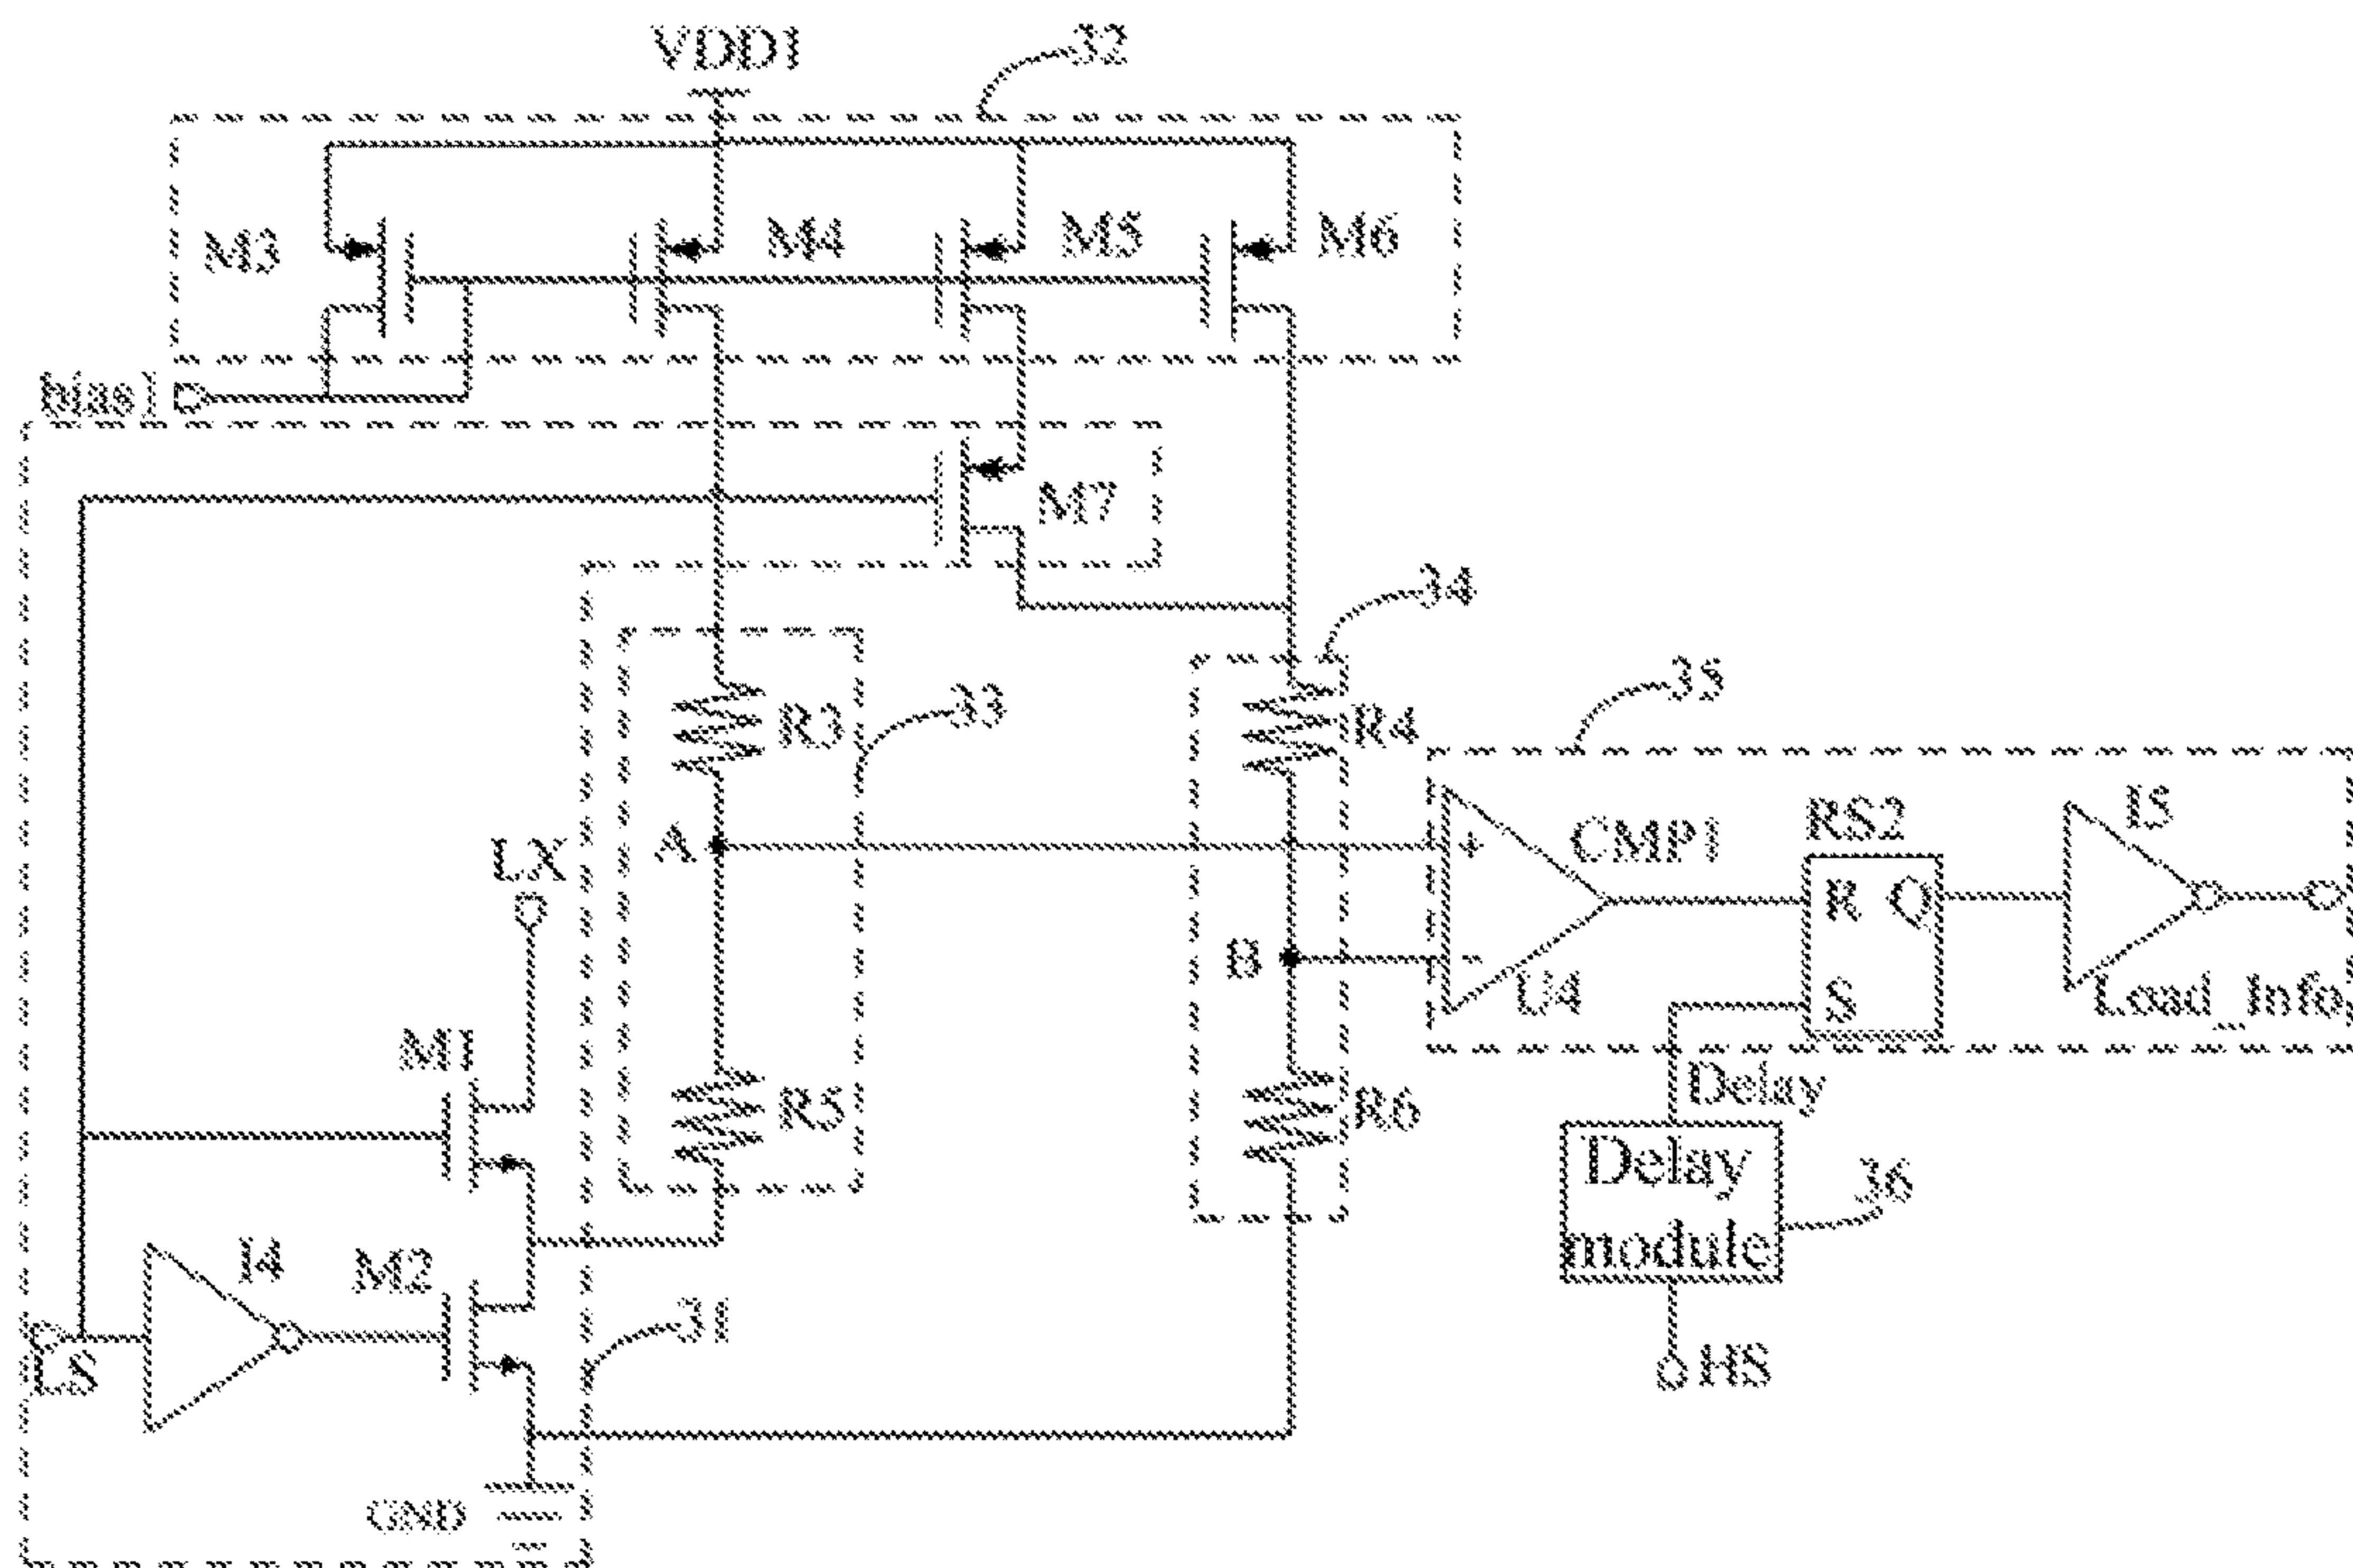 VDD1
32
M3
M4
M5
M6
bias1
M7
34
35
R3
33
R4
A
LX
CMP1
RS2
I5
R
Q
B
U4
S
Load_Info
M1
Delay
R5
R6
Delay
module
36
I4
M2
31
LS
HS
GND
+
-